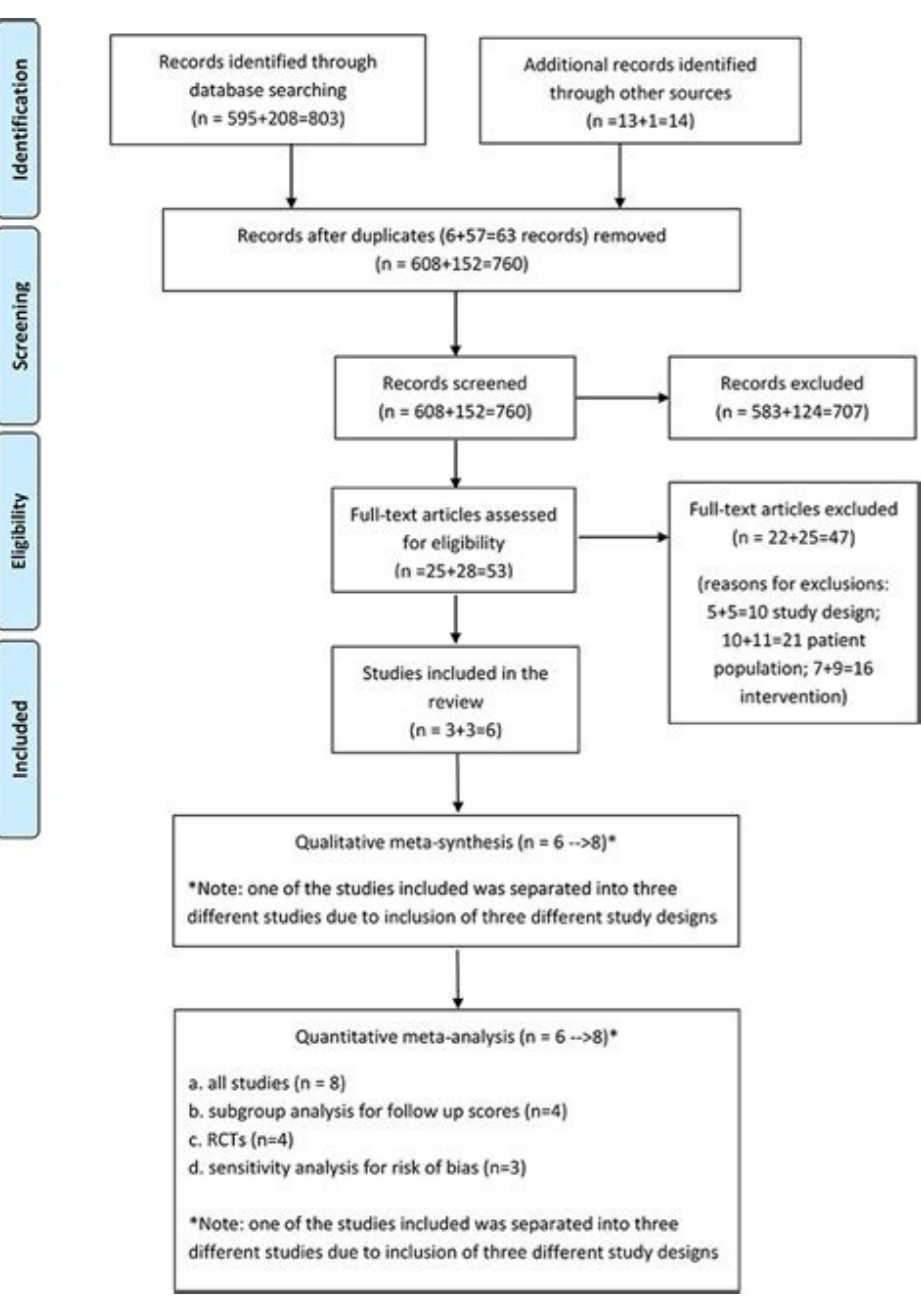 Identification
Records identified through
database searching
(n = 595+208=803)
Additional records identified
through other sources
(n =13+1=14)
Records after duplicates (6+57=63 records) removed
(n = 608+152=760)
Screening
Records screened
(n = 608+152=760)
Records excluded
(n = 583+124=707)
Eligibility
Full-text articles assessed
for eligibility
(n =25+28=53)
Full-text articles excluded
(n = 22+25=47)
(reasons for exclusions:
5+5=10 study design;
10+11=21 patient
population; 7+9=16
intervention)
Included
Studies included in the
review
(n = 3+3=6)
Qualitative meta-synthesis (n = 6 -->8)*
*Note: one of the studies included was separated into three
different studies due to inclusion of three different study designs
Quantitative meta-analysis (n = 6 -->8)*
a. all studies (n = 8)
b. subgroup analysis for follow up scores (n=4)
c. RCTs (n=4)
d. sensitivity analysis for risk of bias (n=3)
*Note: one of the studies included was separated into three
different studies due to inclusion of three different study designs